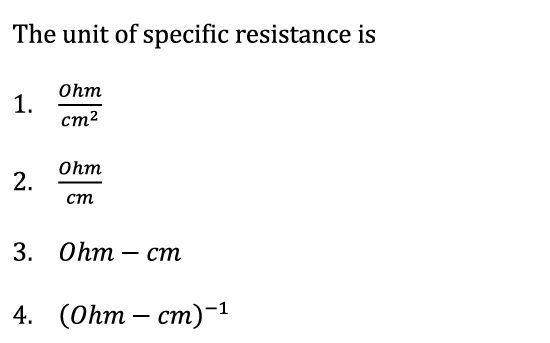 The unit of specific resistance is
1. Ohm/cm²
2. Ohm/cm
3. Ohm − cm
4. (Ohm − cm)⁻¹